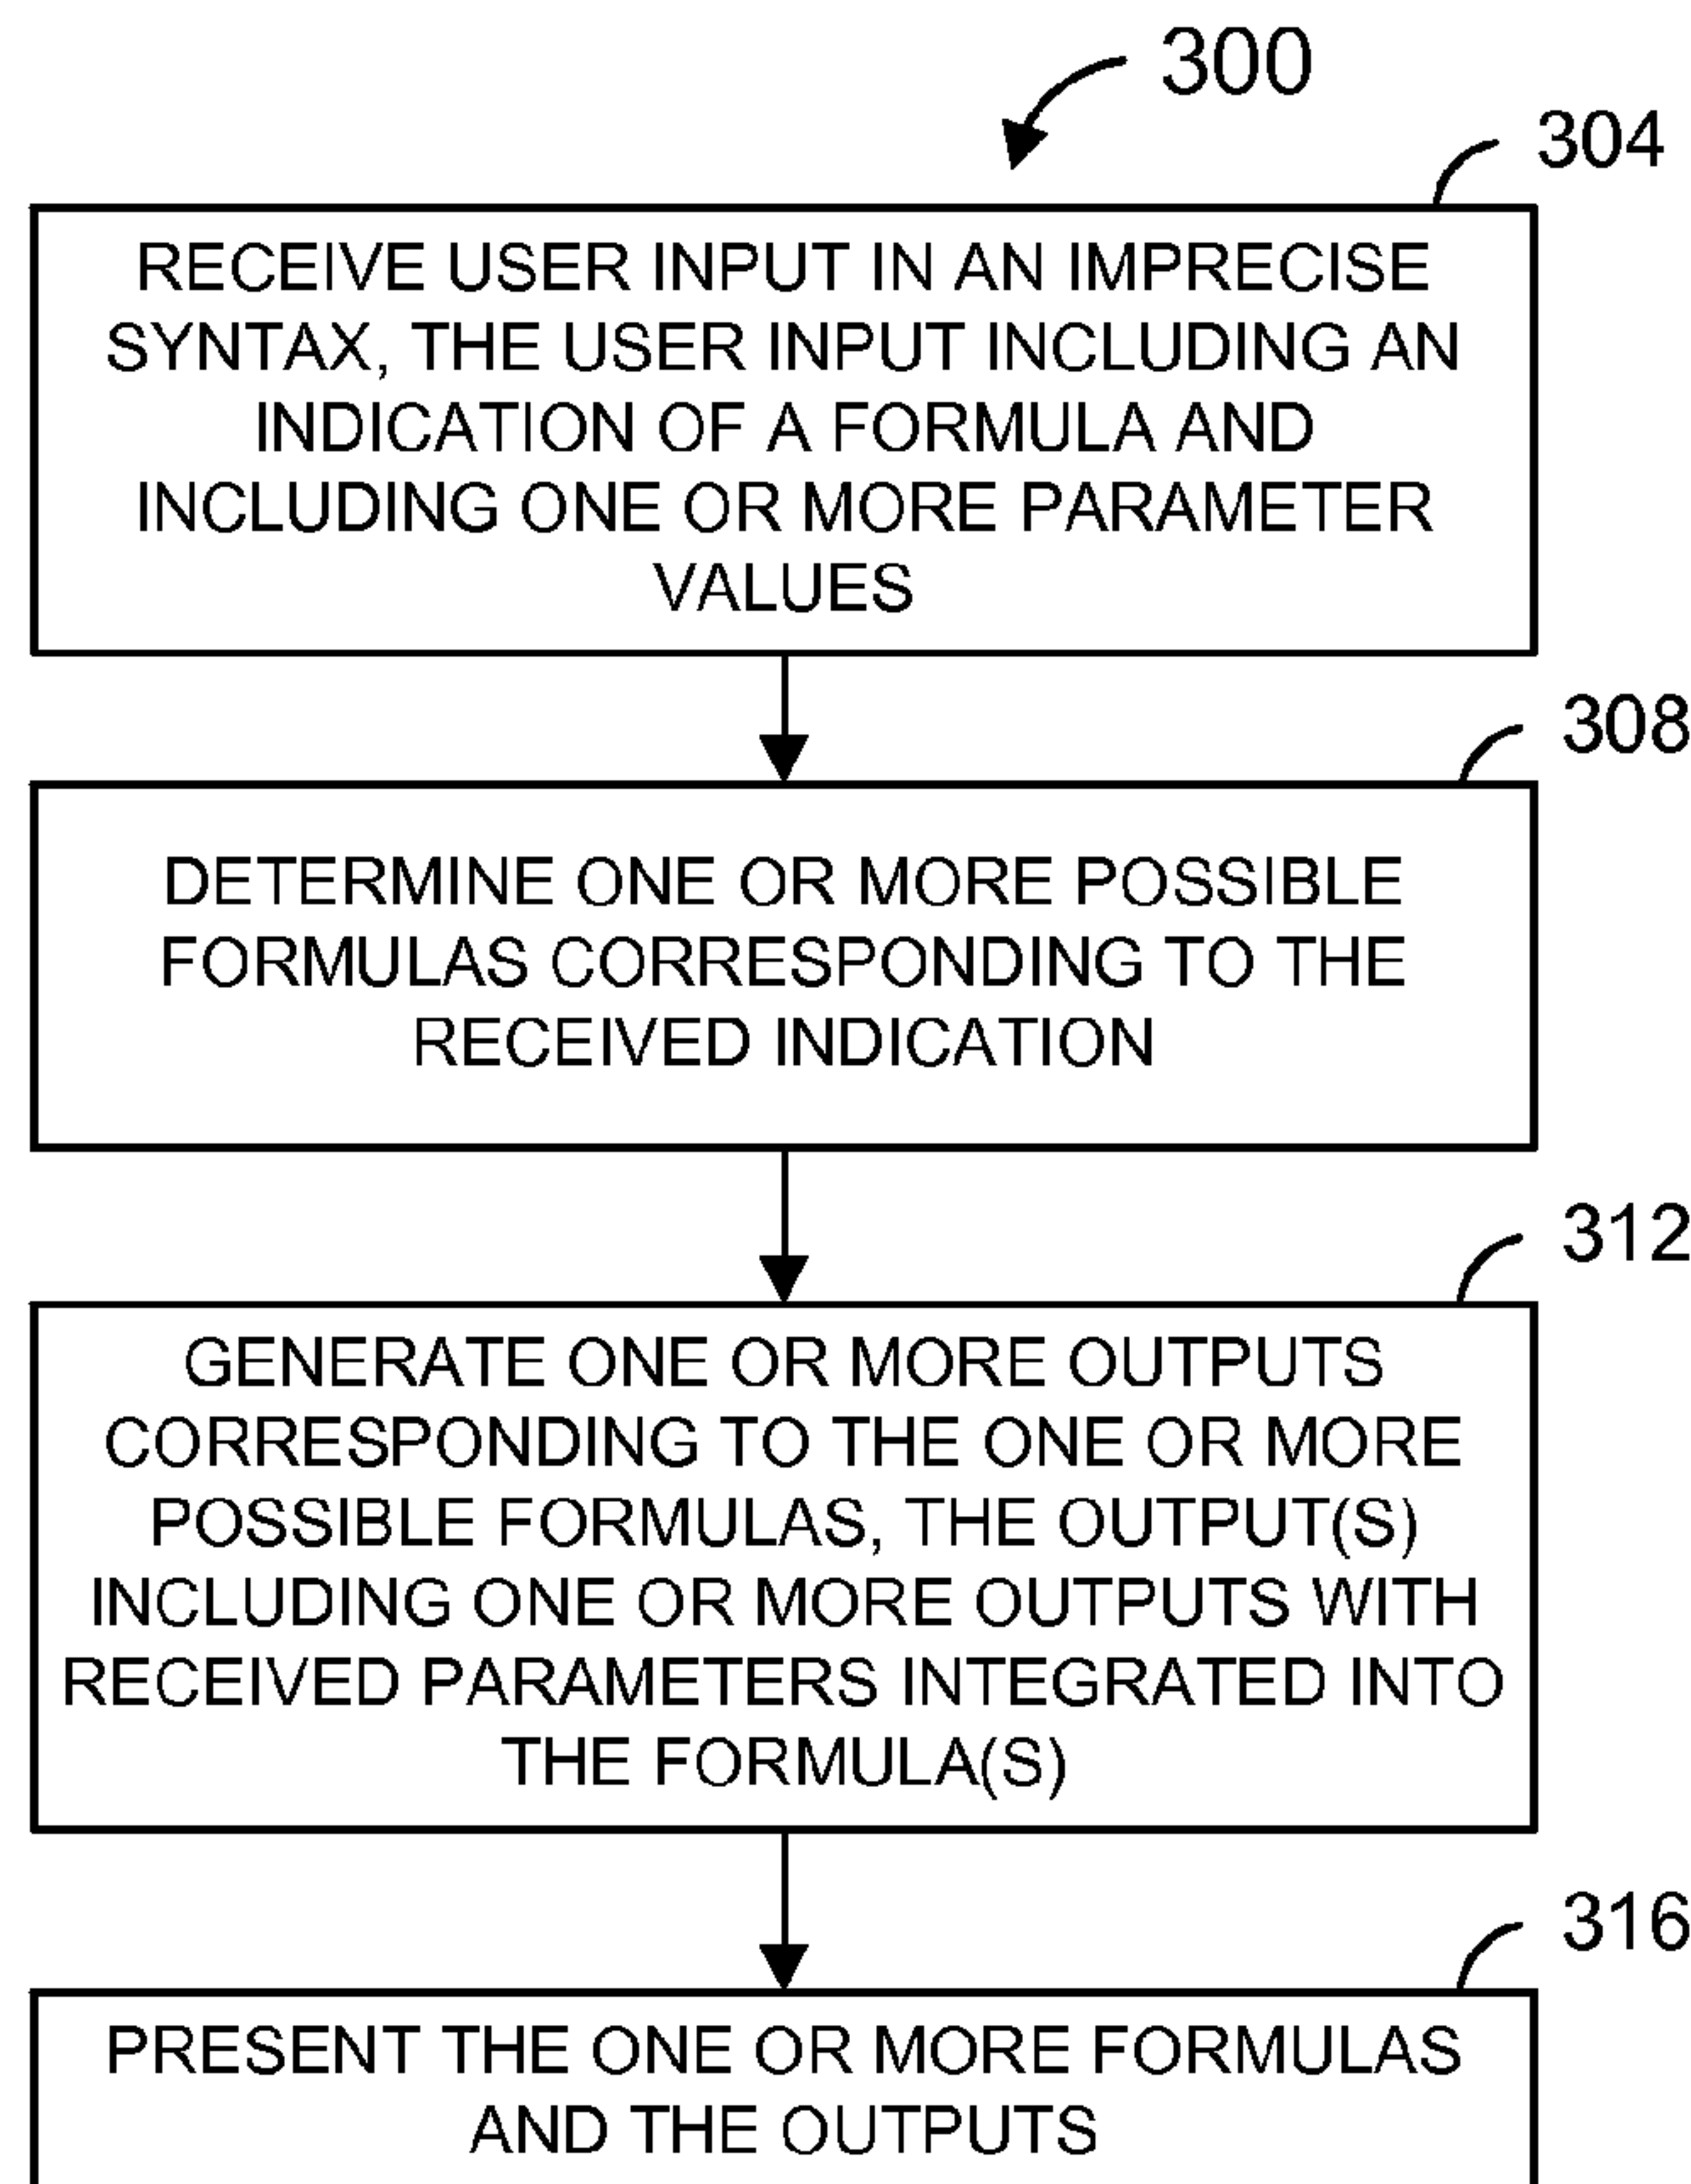 300
304
RECEIVE USER INPUT IN AN IMPRECISE
SYNTAX, THE USER INPUT INCLUDING AN
INDICATION OF A FORMULA AND
INCLUDING ONE OR MORE PARAMETER
VALUES
308
DETERMINE ONE OR MORE POSSIBLE
FORMULAS CORRESPONDING TO THE
RECEIVED INDICATION
312
GENERATE ONE OR MORE OUTPUTS
CORRESPONDING TO THE ONE OR MORE
POSSIBLE FORMULAS, THE OUTPUT(S)
INCLUDING ONE OR MORE OUTPUTS WITH
RECEIVED PARAMETERS INTEGRATED INTO
THE FORMULA(S)
316
PRESENT THE ONE OR MORE FORMULAS
AND THE OUTPUTS